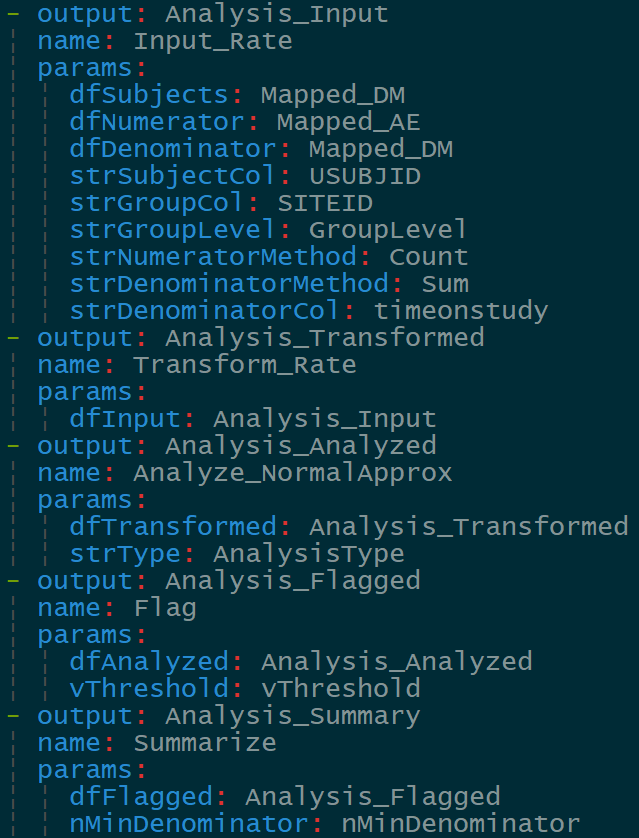 - output: Analysis_Input
name: Input_Rate
params:
dfSubjects: Mapped_DM
dfNumerator: Mapped_AE
dfDenominator: Mapped_DM
strSubjectCol: USUBJID
strGroupCol: SITEID
strGroupLevel: GroupLevel
strNumeratorMethod: Count
strDenominatorMethod: Sum
strDenominatorCol: timeonstudy
- output: Analysis_Transformed
name: Transform_Rate
params:
dfInput: Analysis_Input
- output: Analysis_Analyzed
name: Analyze_NormalApprox
params:
dfTransformed: Analysis_Transformed
strType: AnalysisType
- output: Analysis_Flagged
name: Flag
params:
dfAnalyzed: Analysis_Analyzed
vThreshold: vThreshold
- output: Analysis_Summary
name: Summarize
params:
dfFlagged: Analysis_Flagged
nMinDenominator: nMinDenominator